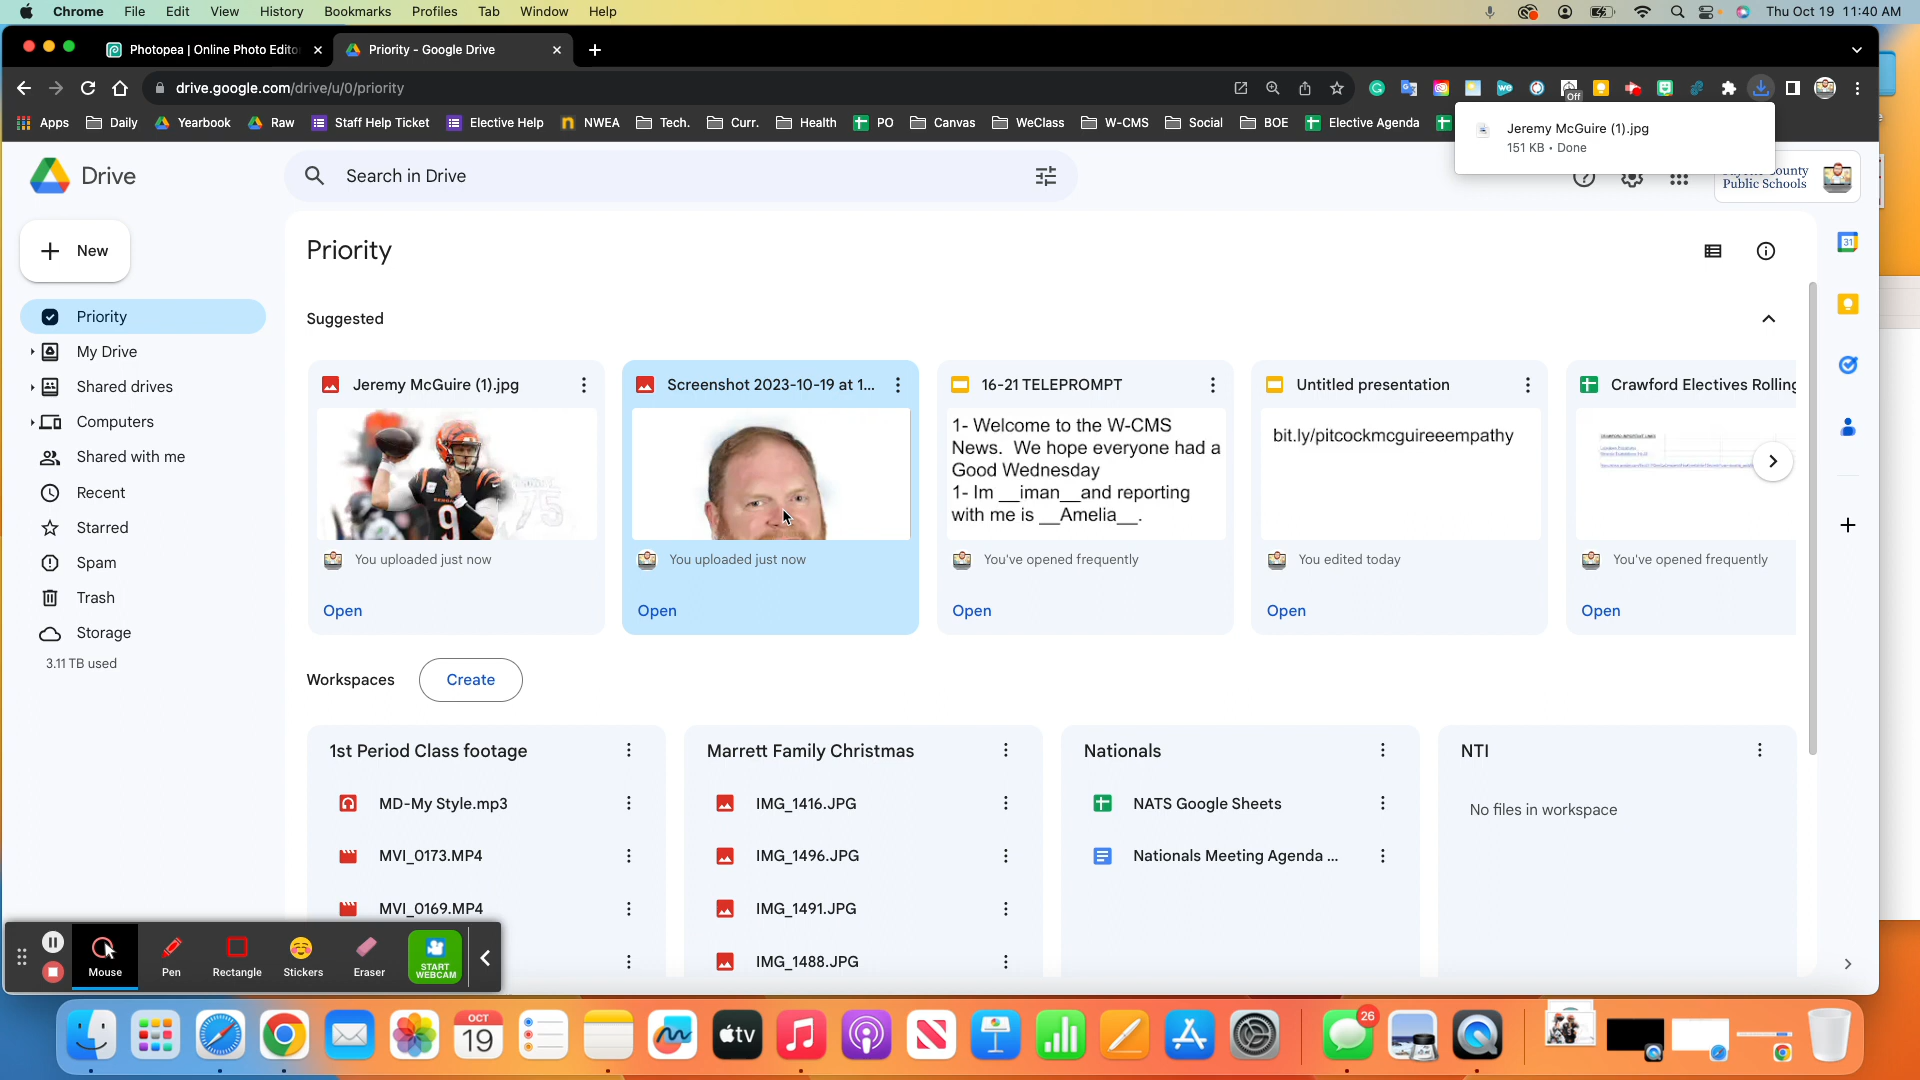 Chrome File Edit View History Bookmarks Profiles Tab Window Help
Thu Oct 19 11:40 AM
Photopea | Online Photo Edito
Priority - Google Drive
drive.google.com/drive/u/0/priority
Off
Apps Daily Yearbook Raw Staff Help Ticket Elective Help NWEA Tech. Curr. Health PO Canvas WeClass W-CMS Social BOE Elective Agenda
Jeremy McGuire (1).jpg
151 KB • Done
Drive
Search in Drive
Public Schools
New
Priority
My Drive
Shared drives
Computers
Shared with me
Recent
Starred
Spam
Trash
Storage
3.11 TB used
Priority
Suggested
Jeremy McGuire (1).jpg
9
75
You uploaded just now
Open
Screenshot 2023-10-19 at 1...
You uploaded just now
Open
16-21 TELEPROMPT
1- Welcome to the W-CMS
News. We hope everyone had a
Good Wednesday
1- Im __iman__and reporting
with me is __Amelia__.
You've opened frequently
Open
Untitled presentation
bit.ly/pitcockmcguireeempathy
You edited today
Open
Crawford Electives Rolling
You've opened frequently
Open
31
Workspaces
Create
1st Period Class footage
MD-My Style.mp3
MVI_0173.MP4
MVI_0169.MP4
Marrett Family Christmas
IMG_1416.JPG
IMG_1496.JPG
IMG_1491.JPG
IMG_1488.JPG
Nationals
NATS Google Sheets
Nationals Meeting Agenda ...
NTI
No files in workspace
Mouse
Pen
Rectangle
Stickers
Eraser
START
WEBCAM
OCT
19
tv
26